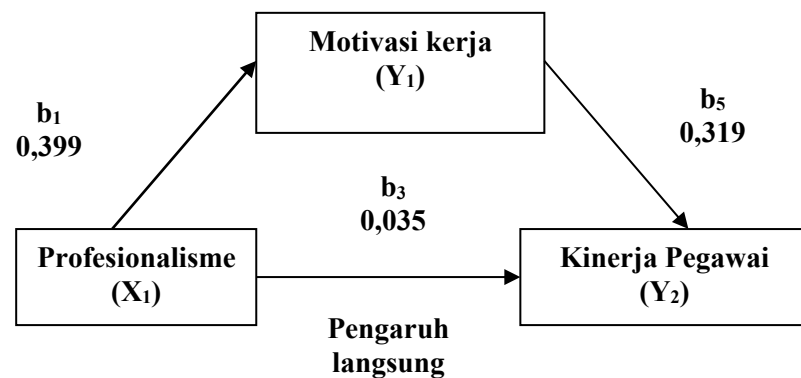 Motivasi kerja
(Y₁)
b₁
0,399
b₅
0,319
b₃
0,035
Profesionalisme
(X₁)
Kinerja Pegawai
(Y₂)
Pengaruh
langsung